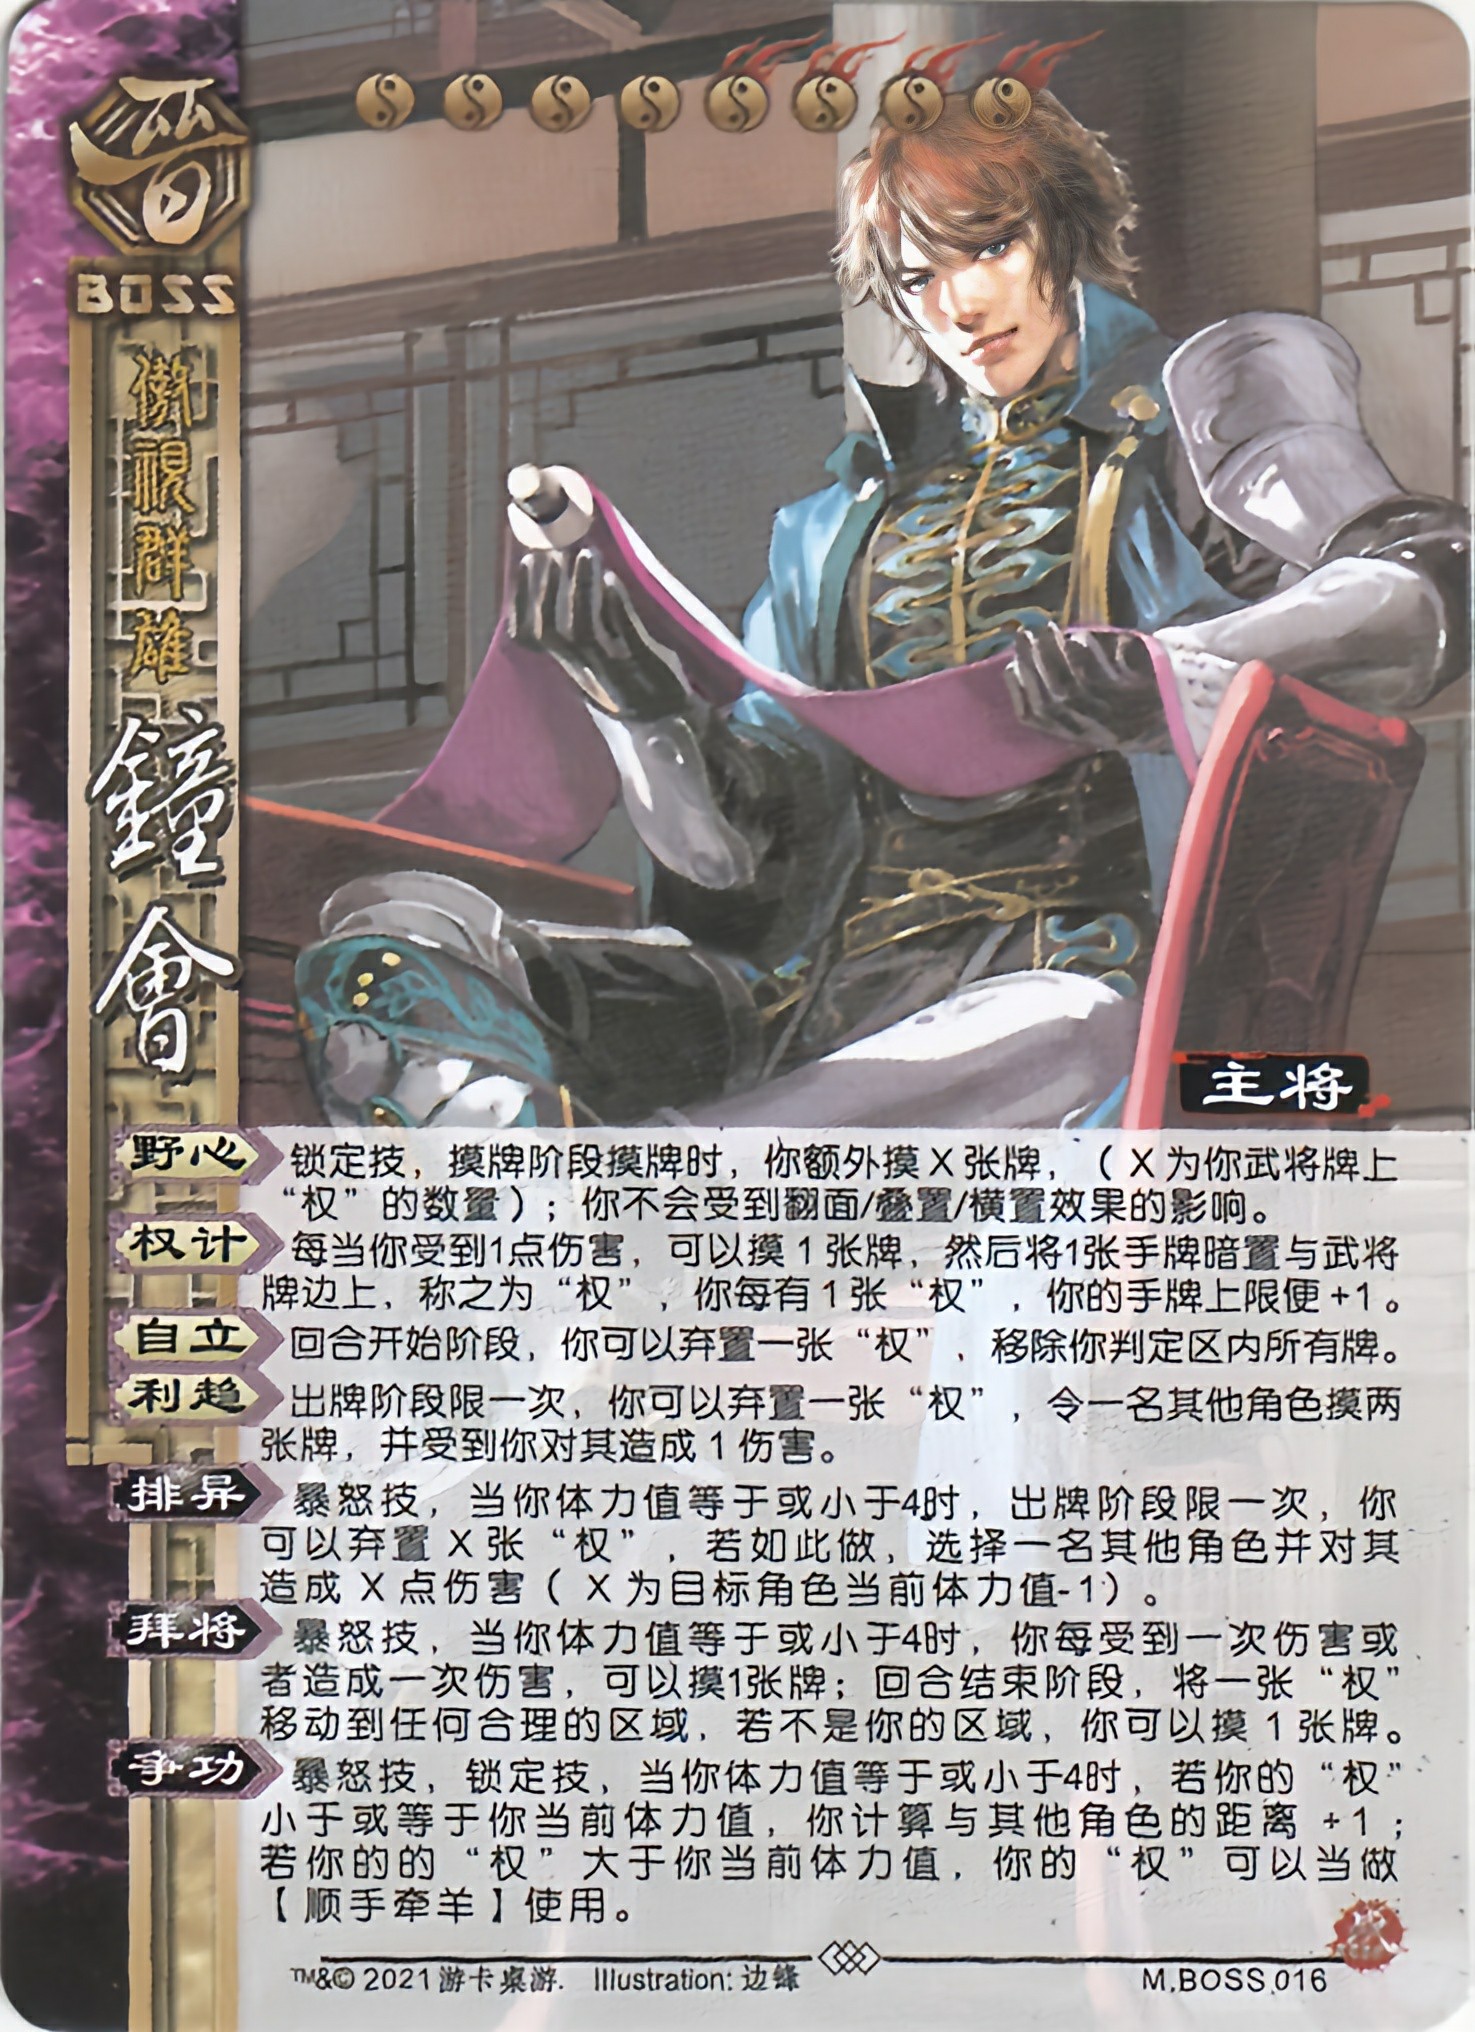 晋
BOSS
傲视群雄
鐘會
主将
野心
锁定技，摸牌阶段摸牌时，你额外摸 X 张牌，（ X 为你武将牌上
“权”的数量）；你不会受到翻面/叠置/横置效果的影响。
权计
每当你受到1点伤害，可以摸 1 张牌，然后将1张手牌暗置与武将
牌边上，称之为“权”，你每有 1 张“权”，你的手牌上限便 +1 。
自立
回合开始阶段，你可以弃置一张“权”，移除你判定区内所有牌。
利趋
出牌阶段限一次，你可以弃置一张“权”，令一名其他角色摸两
张牌，并受到你对其造成 1 伤害。
排异
暴怒技，当你体力值等于或小于4时，出牌阶段限一次，你
可以弃置 X 张“权”，若如此做，选择一名其他角色并对其
造成 X 点伤害（ X 为目标角色当前体力值-1）。
拜将
暴怒技，当你体力值等于或小于4时，你每受到一次伤害或
者造成一次伤害，可以摸1张牌；回合结束阶段，将一张“权”
移动到任何合理的区域，若不是你的区域，你可以摸 1 张牌。
争功
暴怒技，锁定技，当你体力值等于或小于4时，若你的“权”
小于或等于你当前体力值，你计算与其他角色的距离 +1 ；
若你的的“权”大于你当前体力值，你的“权”可以当做
【顺手牵羊】使用。
™&© 2021 游卡桌游. Illustration: 边锋
M.BOSS.016